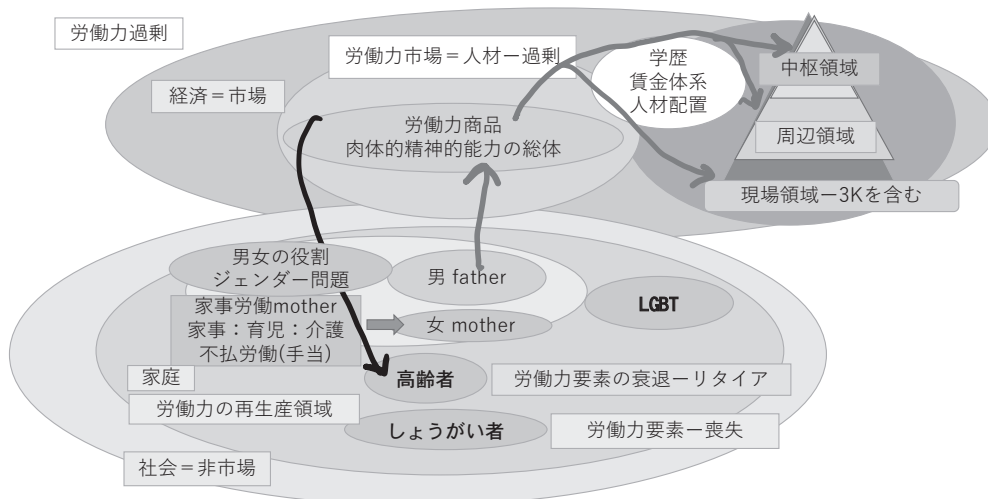 労働力過剰
労働力市場＝人材ー過剰
学歴
賃金体系
人材配置
中枢領域
経済＝市場
労働力商品
肉体的精神的能力の総体
周辺領域
現場領域ー3Kを含む
男女の役割
ジェンダー問題
男 father
家事労働mother
家事：育児：介護
不払労働(手当)
女 mother
LGBT
家庭
高齢者
労働力要素の衰退ーリタイア
労働力の再生産領域
しょうがい者
労働力要素ー喪失
社会＝非市場